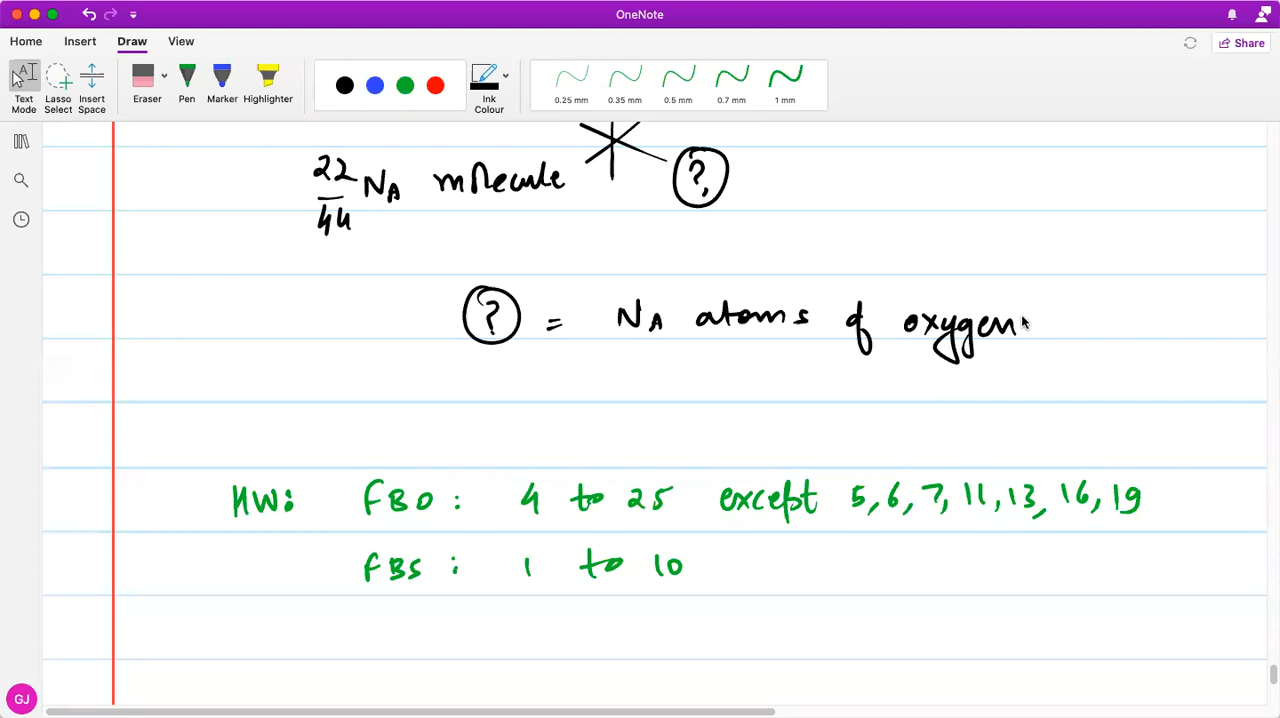 OneNote
Home Insert Draw View
Share
Text Mode
Lasso Select
Insert Space
Eraser
Pen
Marker
Highlighter
Ink Colour
0.25 mm 0.35 mm 0.5 mm 0.7 mm 1 mm
22/44 NA molecule ?
? = NA atoms of oxygen
HW: FBO : 4 to 25 except 5, 6, 7, 11, 13, 16, 19
FBS : 1 to 10
GJ